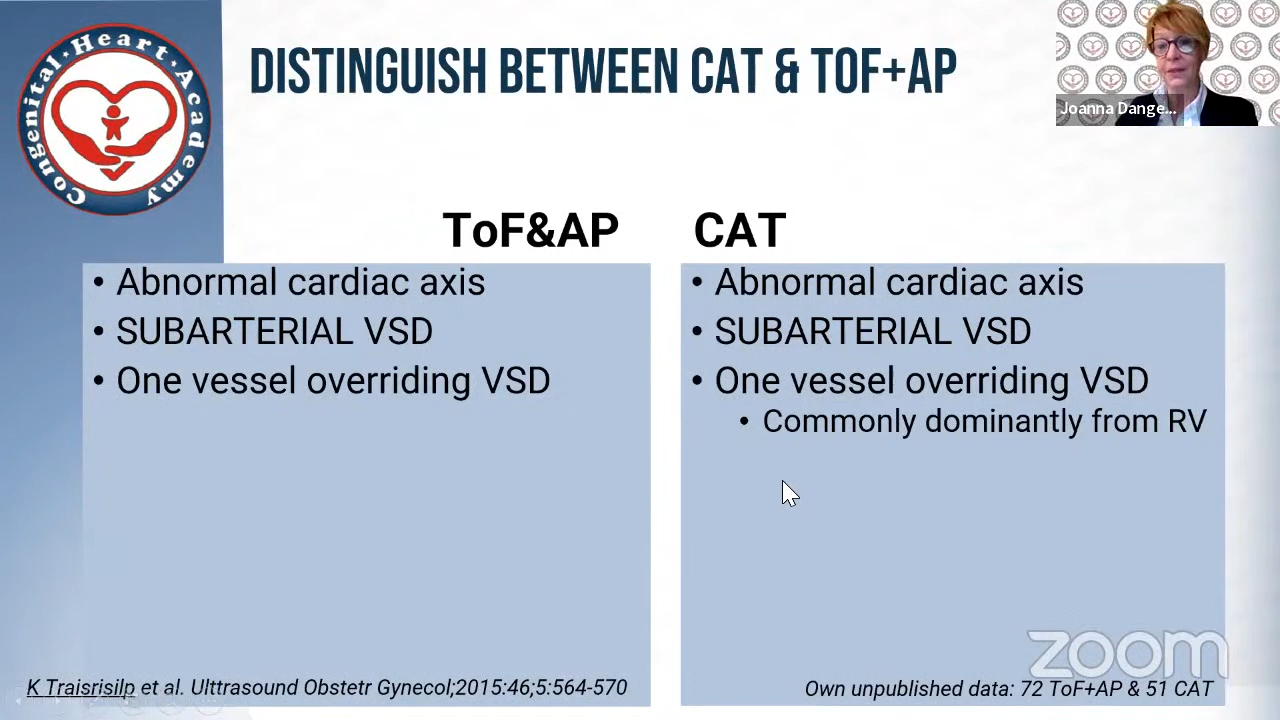 Congenital·Heart·Academy
DISTINGUISH BETWEEN CAT & TOF+AP
Joanna Dange...
ToF&AP
• Abnormal cardiac axis
• SUBARTERIAL VSD
• One vessel overriding VSD
CAT
• Abnormal cardiac axis
• SUBARTERIAL VSD
• One vessel overriding VSD
• Commonly dominantly from RV
zoom
K Traisrisilp et al. Ulttrasound Obstetr Gynecol;2015:46;5:564-570
Own unpublished data: 72 ToF+AP & 51 CAT